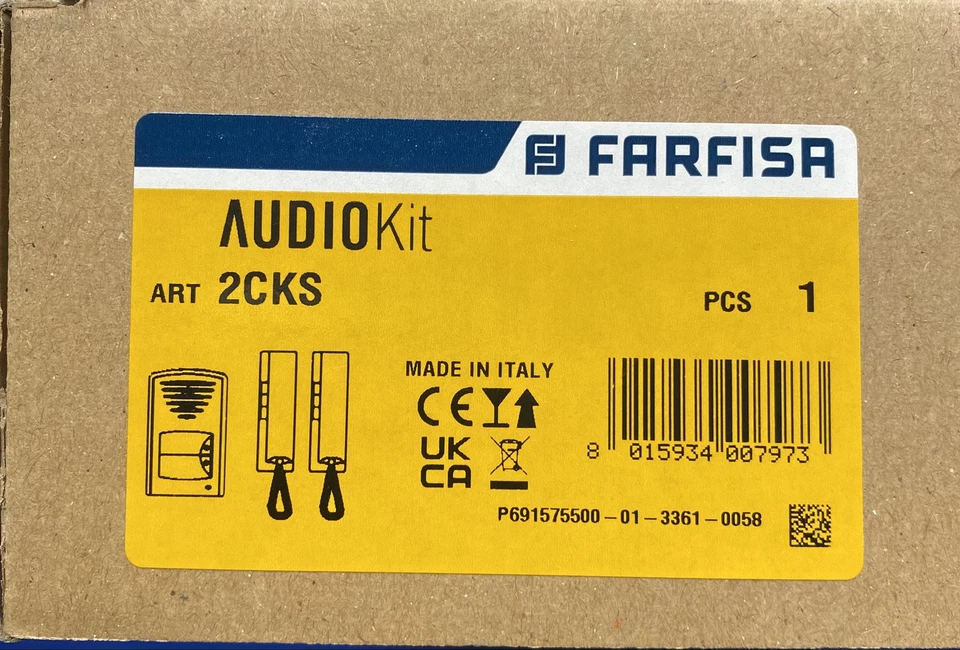 FARFISA
AUDIOKit
ART 2CKS
PCS 1
MADE IN ITALY
CE
UK
CA
8 015934 007973
P691575500-01-3361-0058